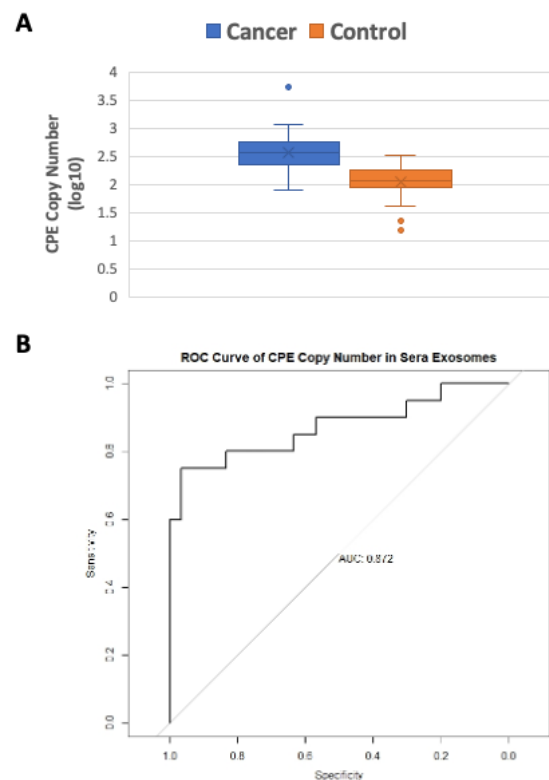 A
Cancer Control
CPE Copy Number
(log10)
4
3.5
3
2.5
2
1.5
1
0.5
0
B
ROC Curve of CPE Copy Number in Sera Exosomes
Sensitivity
1.0
0.8
0.6
0.4
0.2
0.0
AUC: 0.872
1.0 0.8 0.6 0.4 0.2 0.0
Specificity